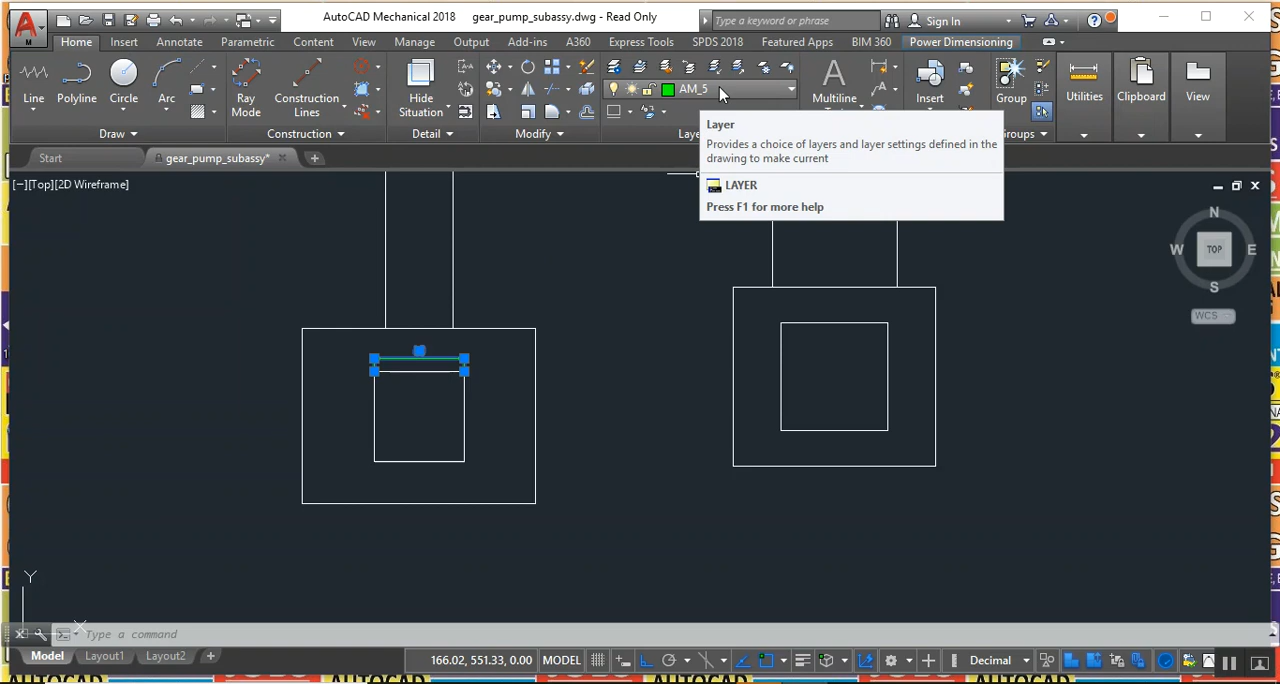 AutoCAD Mechanical 2018 gear_pump_subassy.dwg - Read Only
Type a keyword or phrase
Sign In
Home Insert Annotate Parametric Content View Manage Output Add-ins A360 Express Tools SPDS 2018 Featured Apps BIM 360 Power Dimensioning
AM_5
Line Polyline Circle Arc Ray Mode Construction Lines Hide Situation Multiline Insert Group Utilities Clipboard View
Draw Construction Detail Modify Groups
Layer
Provides a choice of layers and layer settings defined in the
drawing to make current
LAYER
Press F1 for more help
Start gear_pump_subassy*
[−][Top][2D Wireframe]
N
W TOP E
S
WCS
Y
X
Type a command
Model Layout1 Layout2 +
166.02, 551.33, 0.00 MODEL Decimal